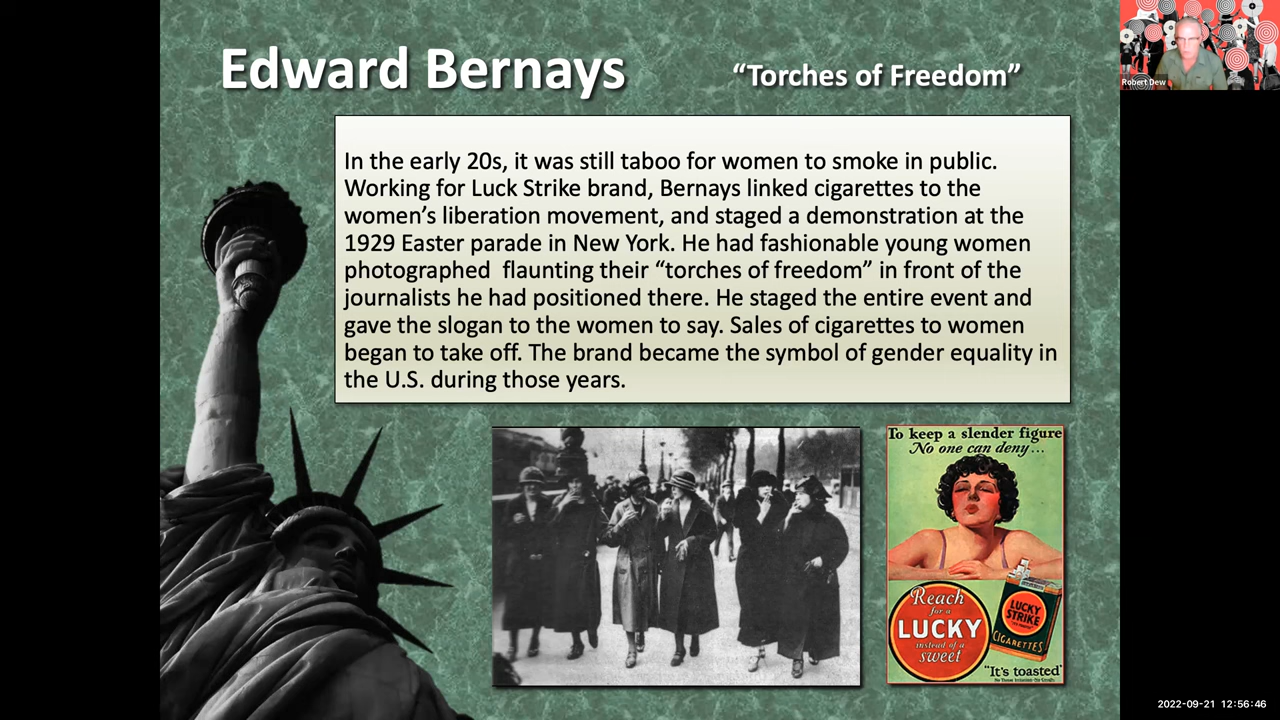 Edward Bernays
“Torches of Freedom”
Robert Dew
In the early 20s, it was still taboo for women to smoke in public.
Working for Luck Strike brand, Bernays linked cigarettes to the
women’s liberation movement, and staged a demonstration at the
1929 Easter parade in New York. He had fashionable young women
photographed  flaunting their “torches of freedom” in front of the
journalists he had positioned there. He staged the entire event and
gave the slogan to the women to say. Sales of cigarettes to women
began to take off. The brand became the symbol of gender equality in
the U.S. during those years.
To keep a slender figure
No one can deny...
Reach
for a
LUCKY
instead of a
sweet
LUCKY
STRIKE
CIGARETTES
"It's toasted"
2022-09-21 12:56:46